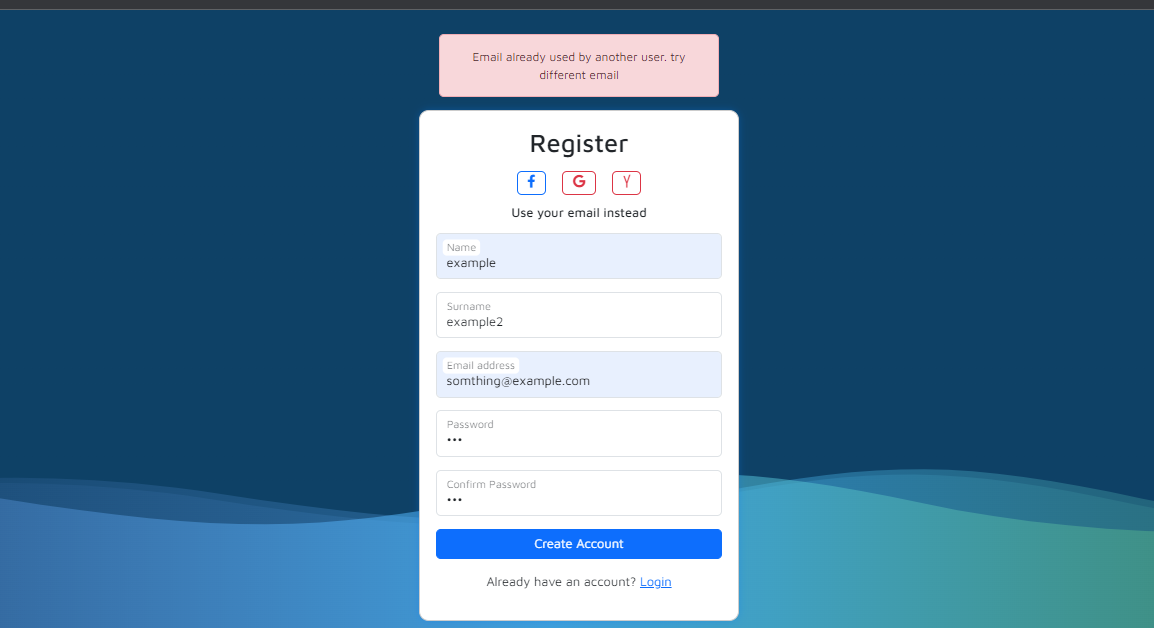 Email already used by another user. try
different email
Register
f G Y
Use your email instead
Name
example
Surname
example2
Email address
somthing@example.com
Password
•••
Confirm Password
•••
Create Account
Already have an account? Login